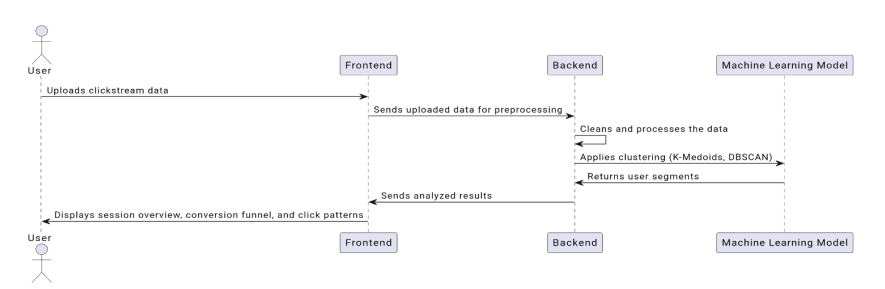 User
Frontend
Backend
Machine Learning Model
Uploads clickstream data
Sends uploaded data for preprocessing
Cleans and processes the data
Applies clustering (K-Medoids, DBSCAN)
Returns user segments
Sends analyzed results
Displays session overview, conversion funnel, and click patterns
User
Frontend
Backend
Machine Learning Model